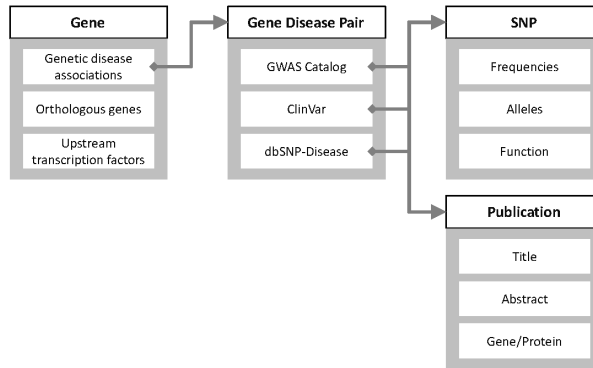 Gene
Genetic disease
associations
Orthologous genes
Upstream
transcription factors
Gene Disease Pair
GWAS Catalog
ClinVar
dbSNP-Disease
SNP
Frequencies
Alleles
Function
Publication
Title
Abstract
Gene/Protein